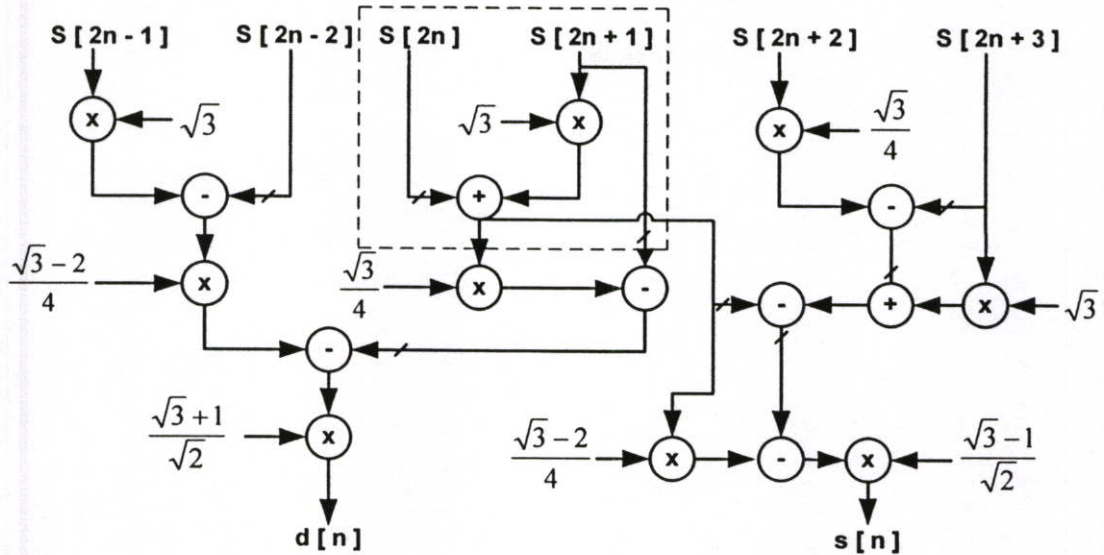 S [ 2n - 1 ] S [ 2n - 2 ] S [ 2n ] S [ 2n + 1 ] S [ 2n + 2 ] S [ 2n + 3 ]
x √3 √3 x x √3/4
- + -
(√3 − 2)/4 x √3/4 x - - + x √3
-
(√3 + 1)/√2 x (√3 − 2)/4 x - x (√3 − 1)/√2
d [ n ] s [ n ]